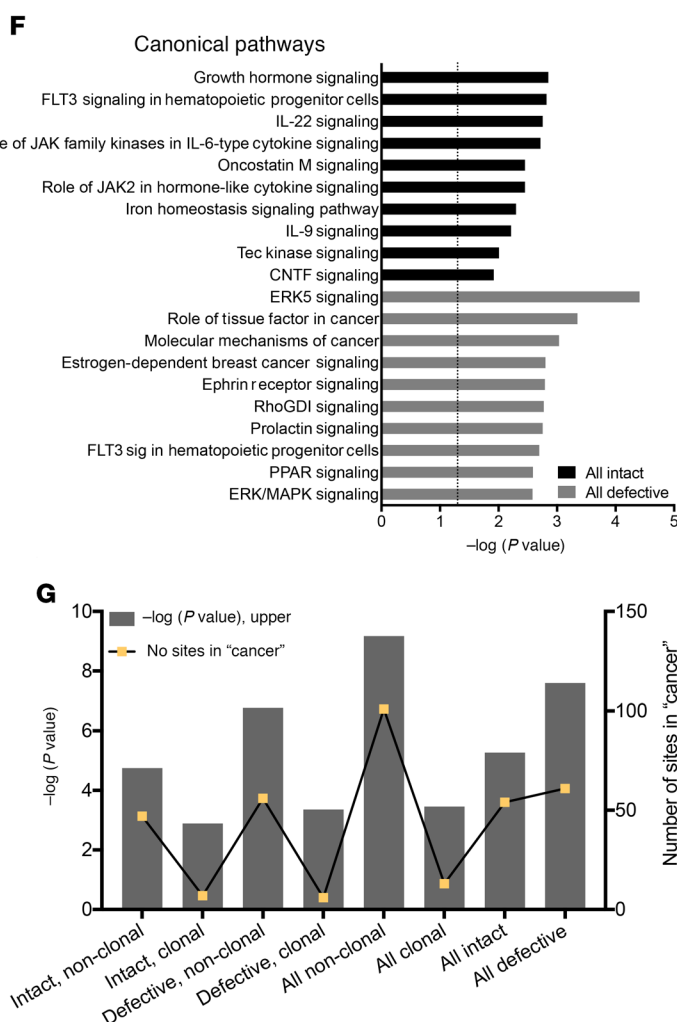 F
Canonical pathways
Growth hormone signaling
FLT3 signaling in hematopoietic progenitor cells
IL-22 signaling
e of JAK family kinases in IL-6-type cytokine signaling
Oncostatin M signaling
Role of JAK2 in hormone-like cytokine signaling
Iron homeostasis signaling pathway
IL-9 signaling
Tec kinase signaling
CNTF signaling
ERK5 signaling
Role of tissue factor in cancer
Molecular mechanisms of cancer
Estrogen-dependent breast cancer signaling
Ephrin receptor signaling
RhoGDI signaling
Prolactin signaling
FLT3 sig in hematopoietic progenitor cells
PPAR signaling
ERK/MAPK signaling
All intact
All defective
0 1 2 3 4 5
–log (P value)
G
–log (P value), upper
No sites in “cancer”
10
8
6
4
2
0
–log (P value)
150
100
50
0
Number of sites in “cancer”
Intact, non-clonal
Intact, clonal
Defective, non-clonal
Defective, clonal
All non-clonal
All clonal
All intact
All defective